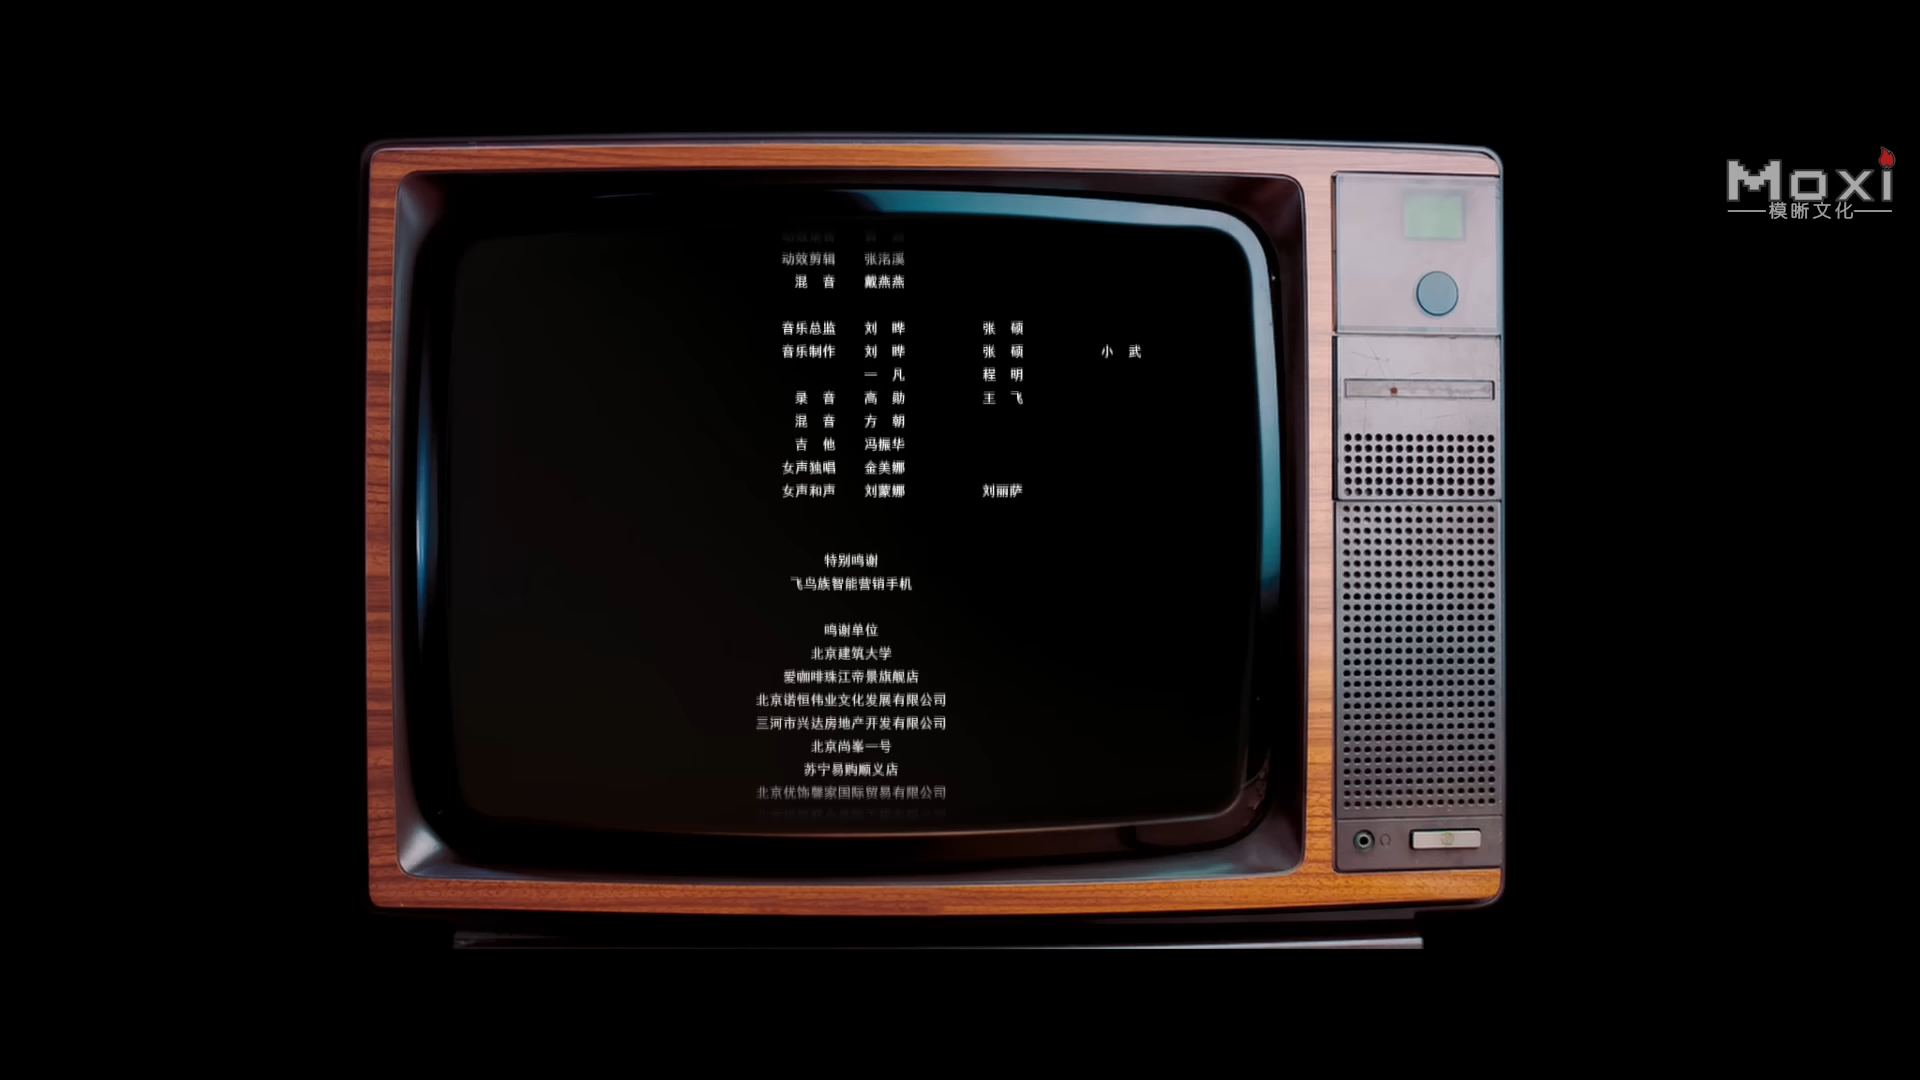 Moxi
模晰文化
动效剪辑 张洺溪
混 音 戴燕燕
音乐总监 刘 晔 张 硕
音乐制作 刘 晔 张 硕 小 武
一 凡 程 明
录 音 高 勋 王 飞
混 音 方 朝
吉 他 冯振华
女声独唱 金美娜
女声和声 刘蒙娜 刘丽萨
特别鸣谢
飞鸟族智能营销手机
鸣谢单位
北京建筑大学
爱咖啡珠江帝景旗舰店
北京诺恒伟业文化发展有限公司
三河市兴达房地产开发有限公司
北京尚峯一号
苏宁易购顺义店
北京优饰馨家国际贸易有限公司